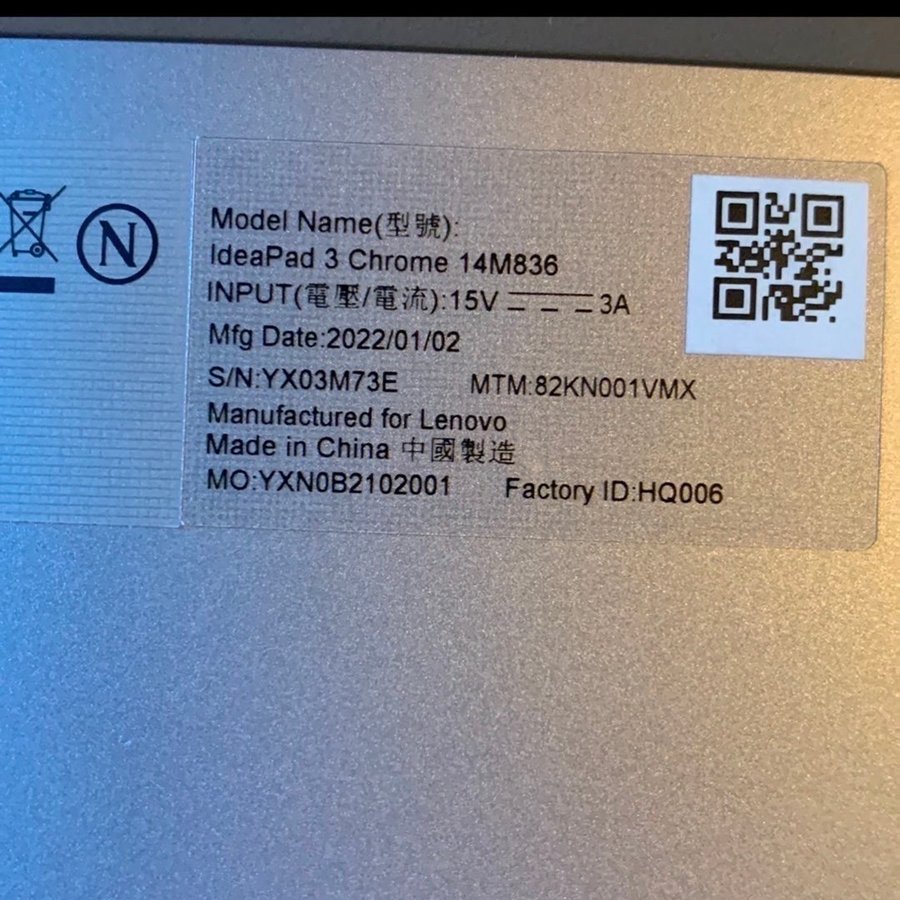 Model Name(型號):
IdeaPad 3 Chrome 14M836
INPUT(電壓/電流):15V ⎓ 3A
Mfg Date:2022/01/02
S/N:YX03M73E MTM:82KN001VMX
Manufactured for Lenovo
Made in China 中國製造
MO:YXN0B2102001 Factory ID:HQ006
N